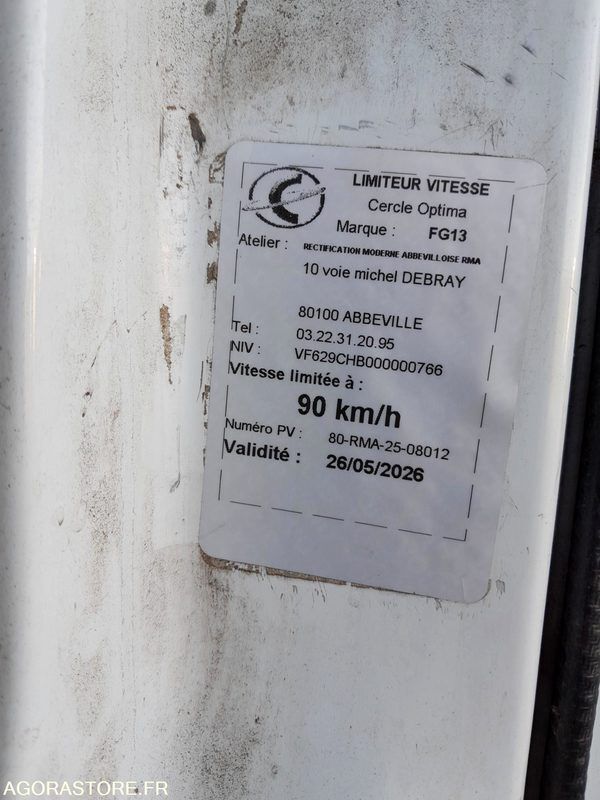 LIMITEUR VITESSE
Cercle Optima
Marque : FG13
Atelier : RECTIFICATION MODERNE ABBEVILLOISE RMA
10 voie michel DEBRAY
80100 ABBEVILLE
Tel : 03.22.31.20.95
NIV : VF629CHB000000766
Vitesse limitée à :
90 km/h
Numéro PV : 80-RMA-25-08012
Validité : 26/05/2026
AGORASTORE.FR